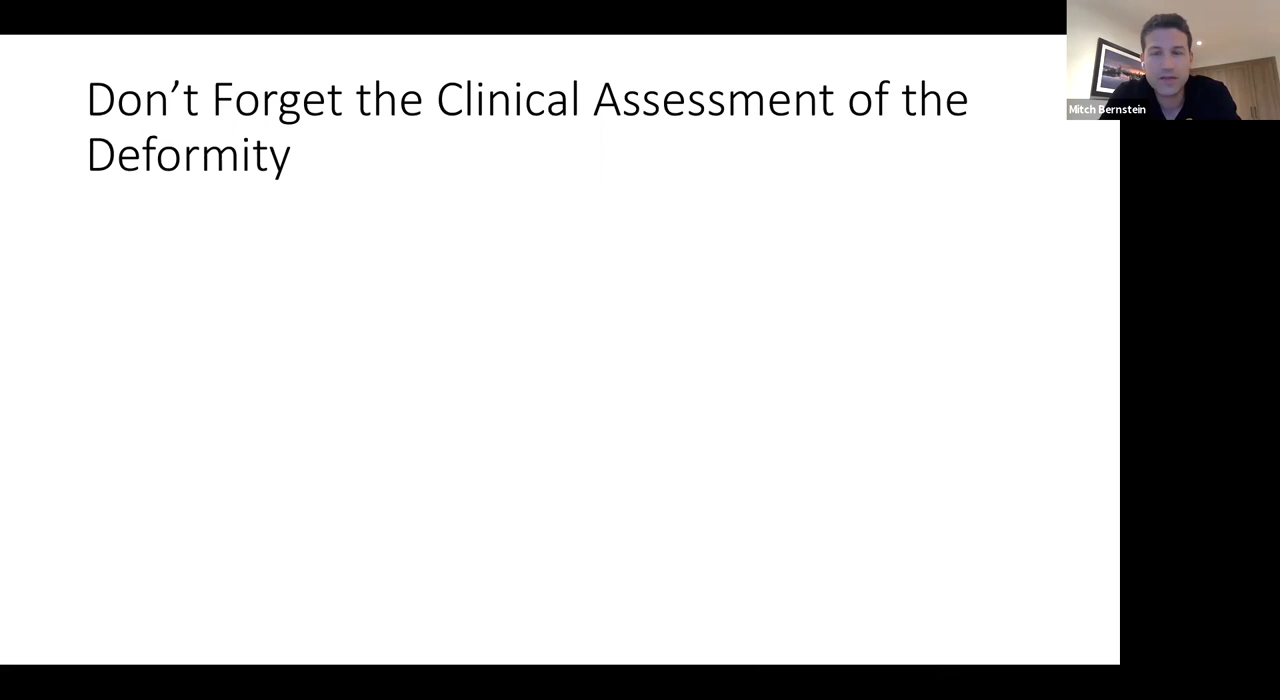 Don’t Forget the Clinical Assessment of the
Deformity
Mitch Bernstein